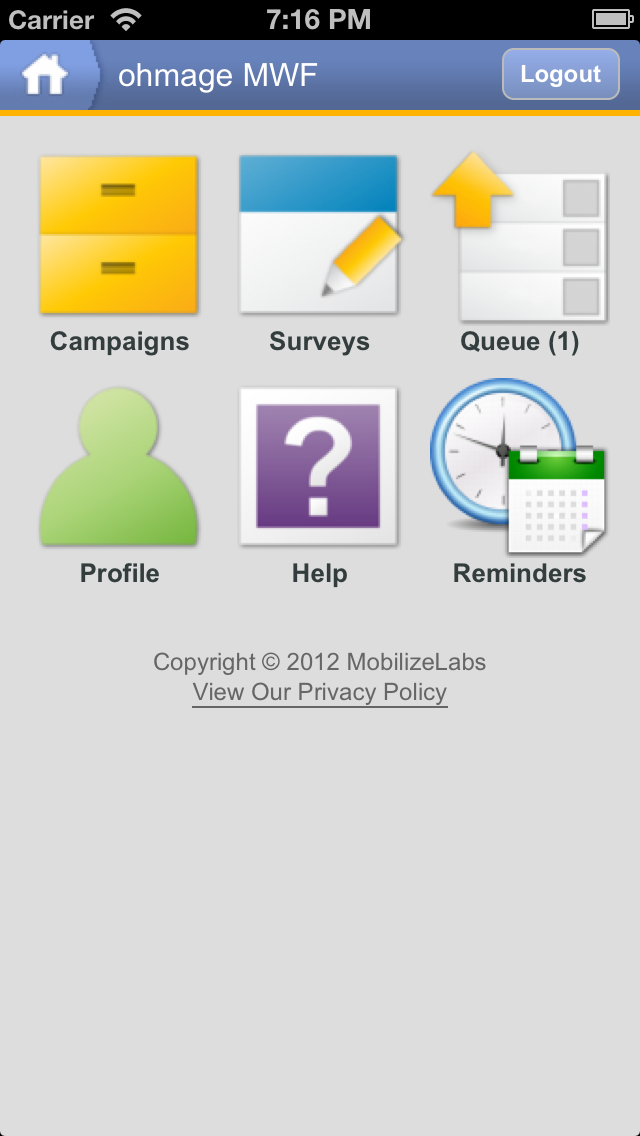 Carrier 7:16 PM
ohmage MWF Logout
Campaigns Surveys Queue (1)
?
Profile Help Reminders
Copyright © 2012 MobilizeLabs
View Our Privacy Policy